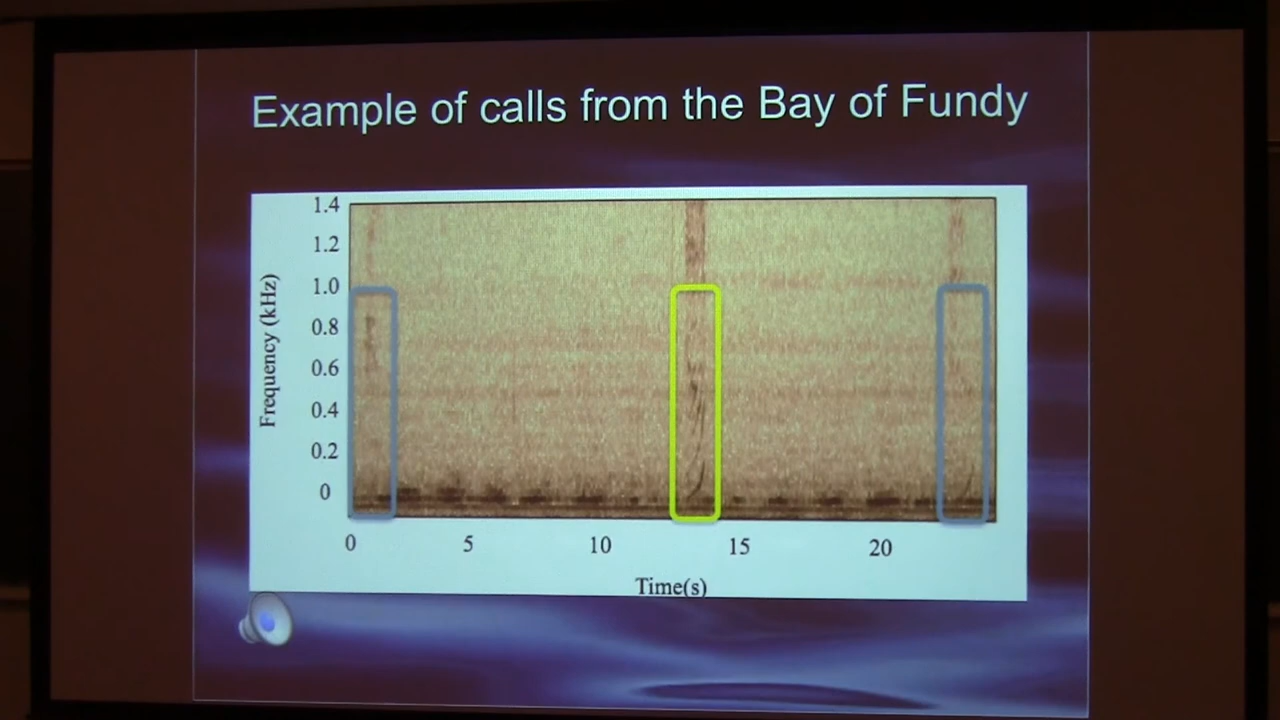 Example of calls from the Bay of Fundy
1.4
1.2
1.0
0.8
0.6
0.4
0.2
0
Frequency (kHz)
0 5 10 15 20
Time(s)